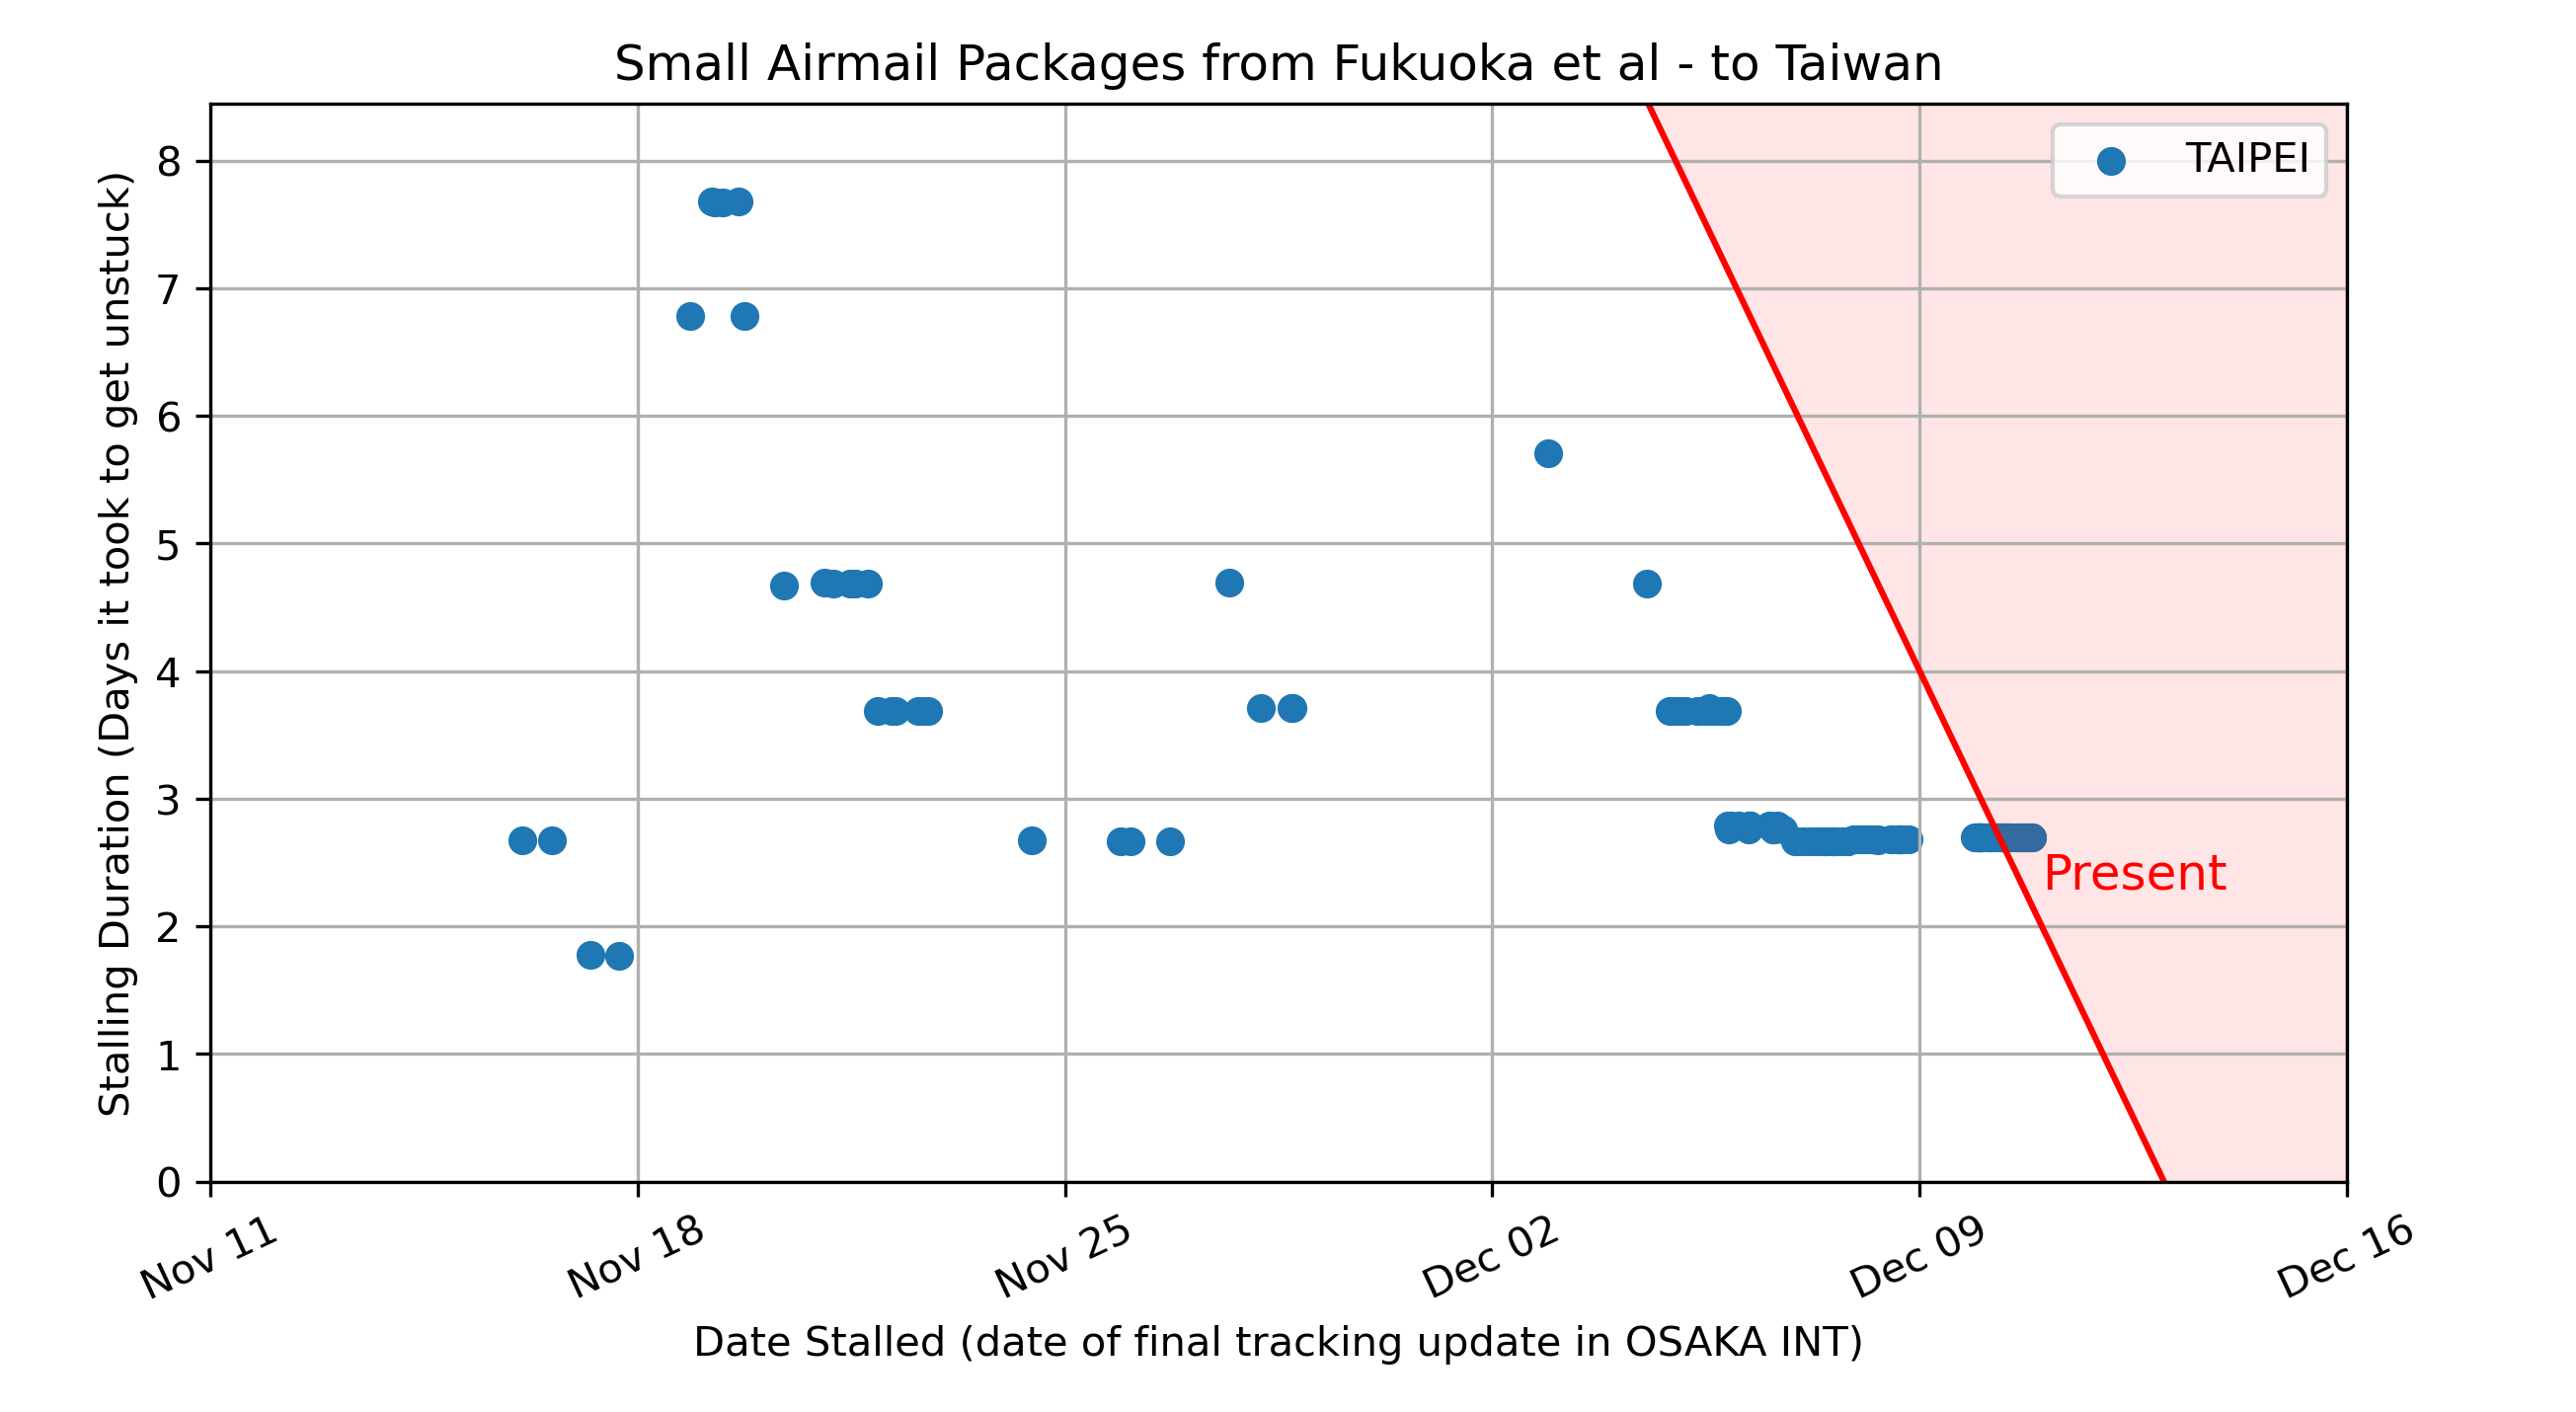 Small Airmail Packages from Fukuoka et al - to Taiwan
TAIPEI
Stalling Duration (Days it took to get unstuck)
8
7
6
5
4
3
2
1
0
Present
Nov 11
Nov 18
Nov 25
Dec 02
Dec 09
Dec 16
Date Stalled (date of final tracking update in OSAKA INT)